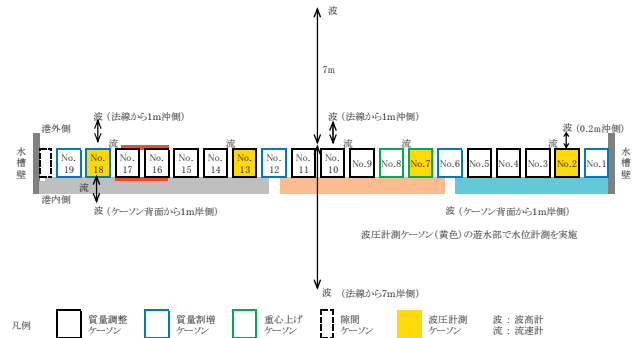 波
7m
波 (法線から1m沖側)
波 (法線から1m沖側)
波 (0.2m沖側)
港外側
流
流
流
流
流
水槽壁
No.19
No.18
No.17
No.16
No.15
No.14
No.13
No.12
No.11
No.10
No.9
No.8
No.7
No.6
No.5
No.4
No.3
No.2
No.1
水槽壁
流
港内側
波 (ケーソン背面から1m岸側)
波 (ケーソン背面から1m岸側)
波圧計測ケーソン(黄色)の遊水部で水位計測を実施
波 (法線から7m岸側)
凡例
質量調整
ケーソン
質量割増
ケーソン
重心上げ
ケーソン
隙間
ケーソン
波圧計測
ケーソン
波 : 波高計
流 : 流速計